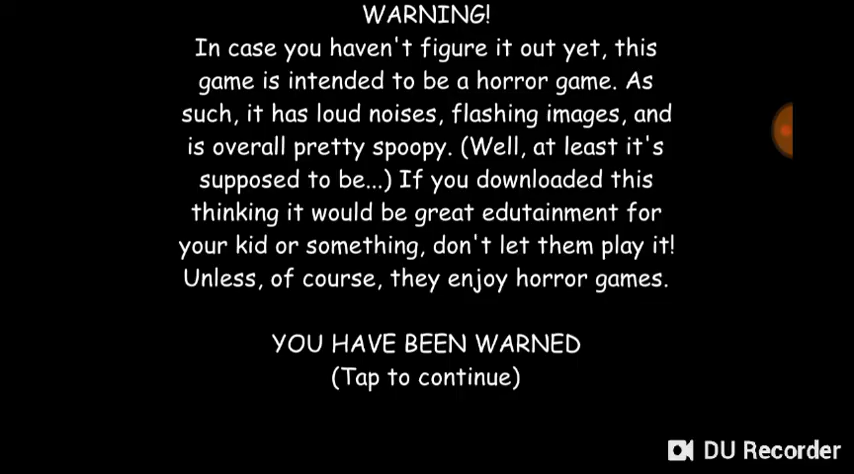 WARNING!
In case you haven't figure it out yet, this
game is intended to be a horror game. As
such, it has loud noises, flashing images, and
is overall pretty spoopy. (Well, at least it's
supposed to be...) If you downloaded this
thinking it would be great edutainment for
your kid or something, don't let them play it!
Unless, of course, they enjoy horror games.
YOU HAVE BEEN WARNED
(Tap to continue)
DU Recorder